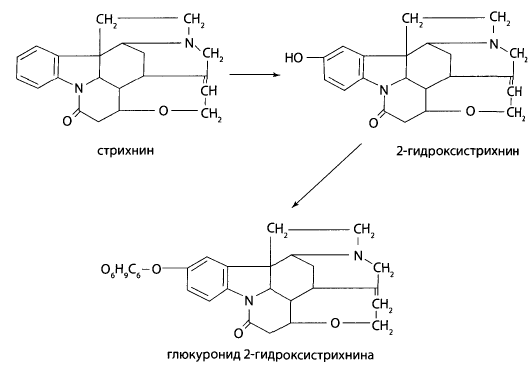 CH₂ CH₂
N
CH₂
N
CH
O
O
CH₂
стрихнин
CH₂ CH₂
HO
N
CH₂
N
CH
O
O
CH₂
2-гидроксистрихнин
CH₂ CH₂
N
O₆H₉C₆–O
CH₂
N
CH₂
O
O
CH₂
глюкуронид 2-гидроксистрихнина